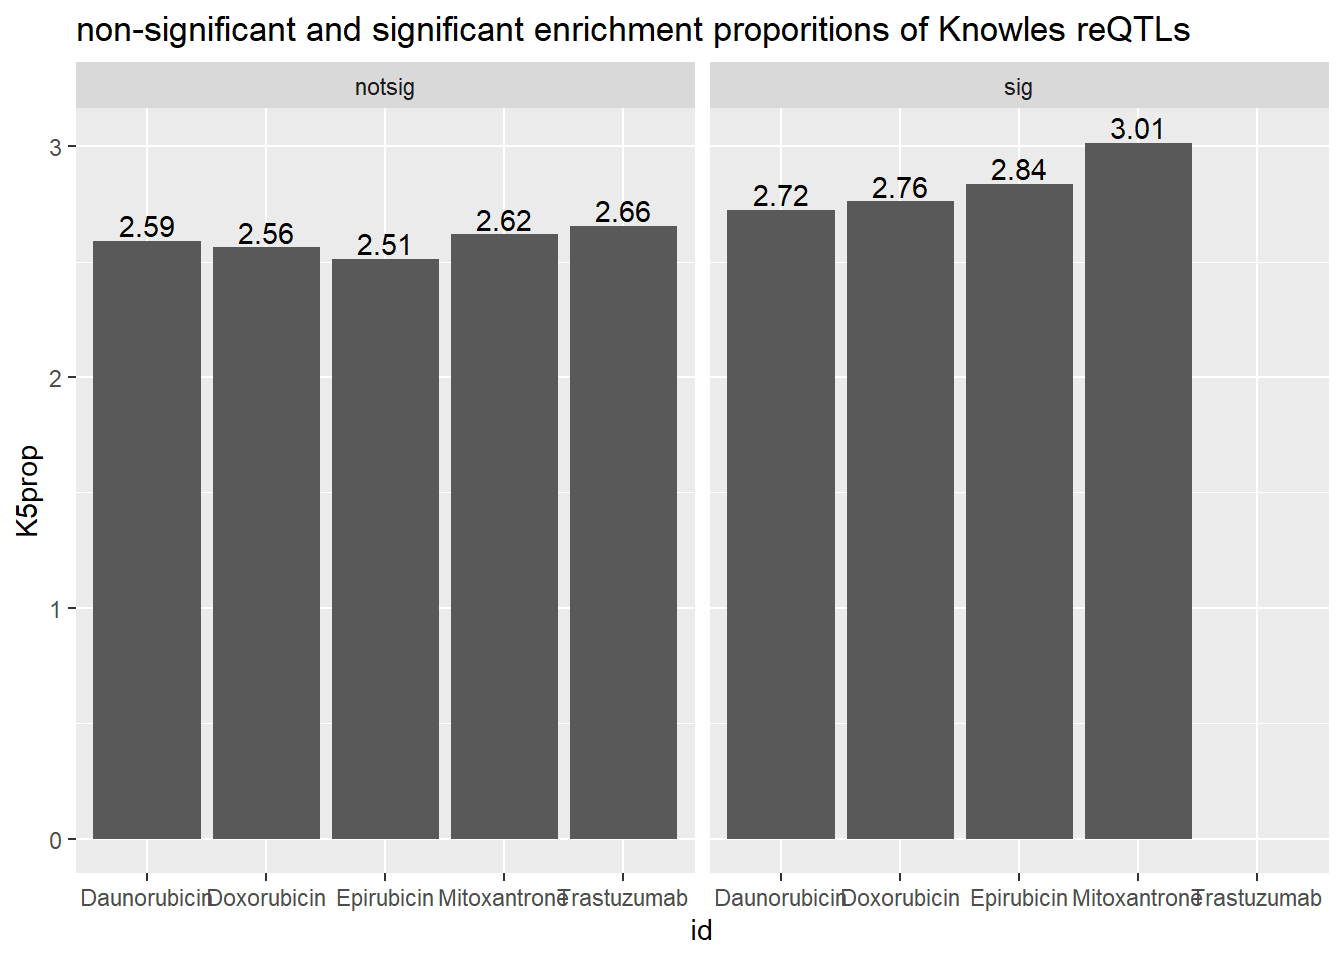 non-significant and significant enrichment proporitions of Knowles reQTLs
notsig
sig
3
2
1
0
K5prop
2.59
2.56
2.51
2.62
2.66
2.72
2.76
2.84
3.01
Daunorubicin Doxorubicin Epirubicin Mitoxantrone Trastuzumab
Daunorubicin Doxorubicin Epirubicin Mitoxantrone Trastuzumab
id